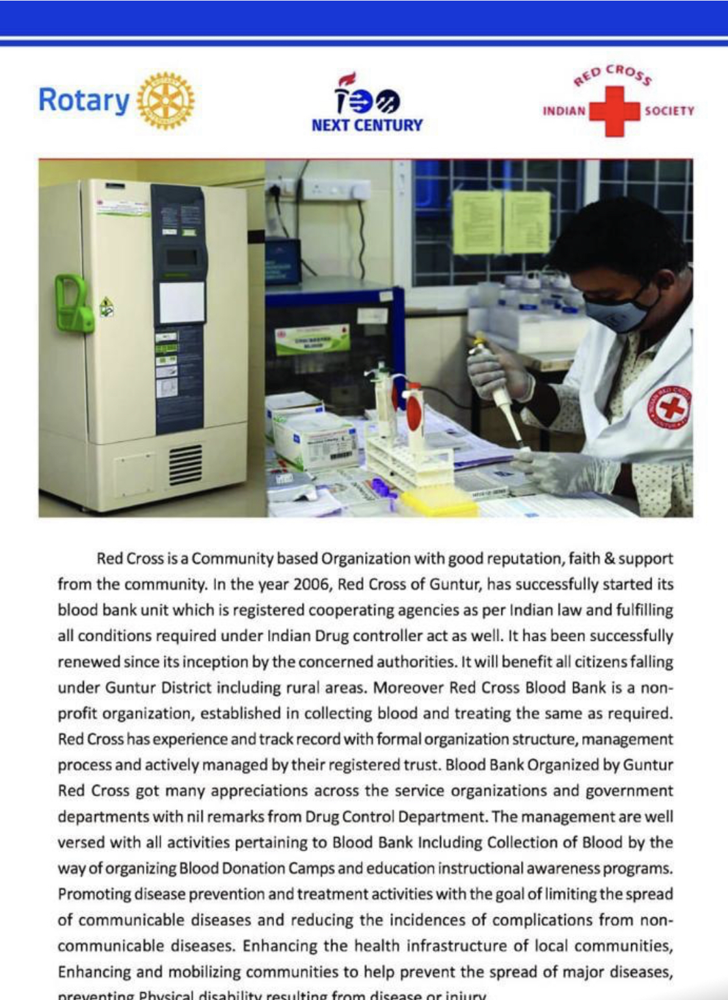 Rotary
NEXT CENTURY
RED CROSS
INDIAN SOCIETY
Red Cross is a Community based Organization with good reputation, faith & support
from the community. In the year 2006, Red Cross of Guntur, has successfully started its
blood bank unit which is registered cooperating agencies as per Indian law and fulfilling
all conditions required under Indian Drug controller act as well. It has been successfully
renewed since its inception by the concerned authorities. It will benefit all citizens falling
under Guntur District including rural areas. Moreover Red Cross Blood Bank is a non-
profit organization, established in collecting blood and treating the same as required.
Red Cross has experience and track record with formal organization structure, management
process and actively managed by their registered trust. Blood Bank Organized by Guntur
Red Cross got many appreciations across the service organizations and government
departments with nil remarks from Drug Control Department. The management are well
versed with all activities pertaining to Blood Bank Including Collection of Blood by the
way of organizing Blood Donation Camps and education instructional awareness programs.
Promoting disease prevention and treatment activities with the goal of limiting the spread
of communicable diseases and reducing the incidences of complications from non-
communicable diseases. Enhancing the health infrastructure of local communities,
Enhancing and mobilizing communities to help prevent the spread of major diseases,
preventing Physical disability resulting from disease or injury